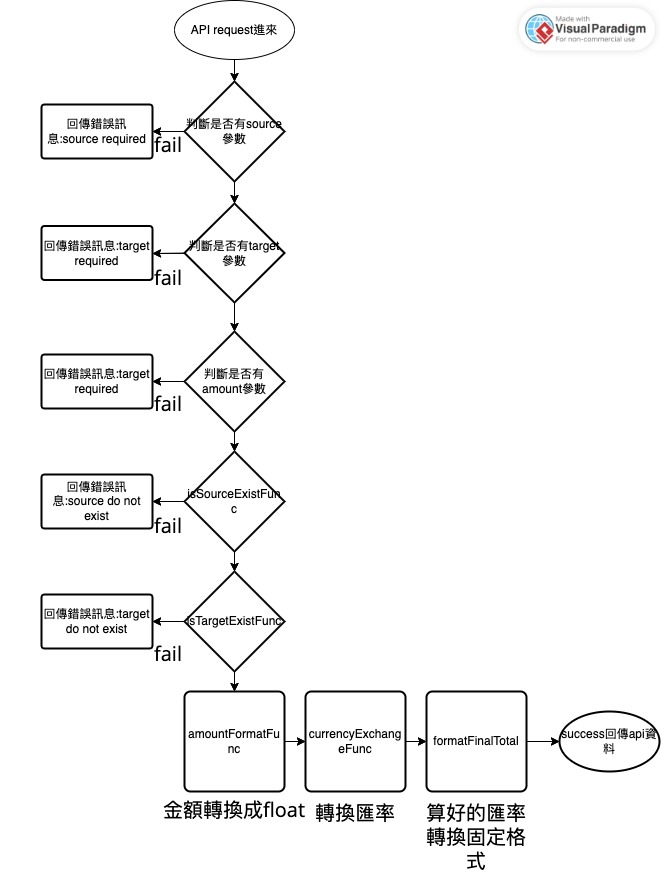 API request進來
Made with
VisualParadigm
For non-commercial use
判斷是否有source
參數
回傳錯誤訊
息:source required
fail
判斷是否有target
參數
回傳錯誤訊息:target
required
fail
判斷是否有
amount參數
回傳錯誤訊息:target
required
fail
isSourceExistFun
c
回傳錯誤訊
息:source do not
exist
fail
isTargetExistFunc
回傳錯誤訊息:target
do not exist
fail
amountFormatFu
nc
currencyExchang
eFunc
formatFinalTotal
success回傳api資
料
金額轉換成float
轉換匯率
算好的匯率
轉換固定格
式